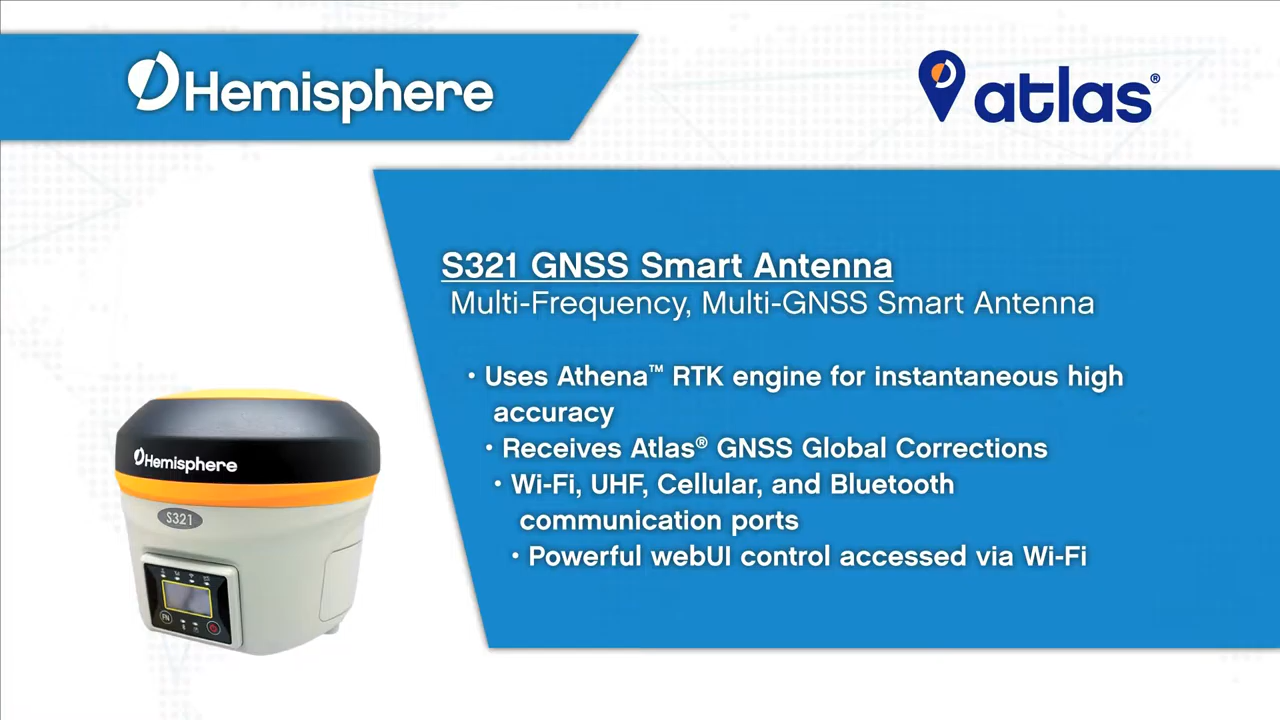 Hemisphere
atlas®
S321 GNSS Smart Antenna
Multi-Frequency, Multi-GNSS Smart Antenna
• Uses Athena™ RTK engine for instantaneous high
accuracy
• Receives Atlas® GNSS Global Corrections
• Wi-Fi, UHF, Cellular, and Bluetooth
communication ports
• Powerful webUI control accessed via Wi-Fi
Hemisphere
S321
FN